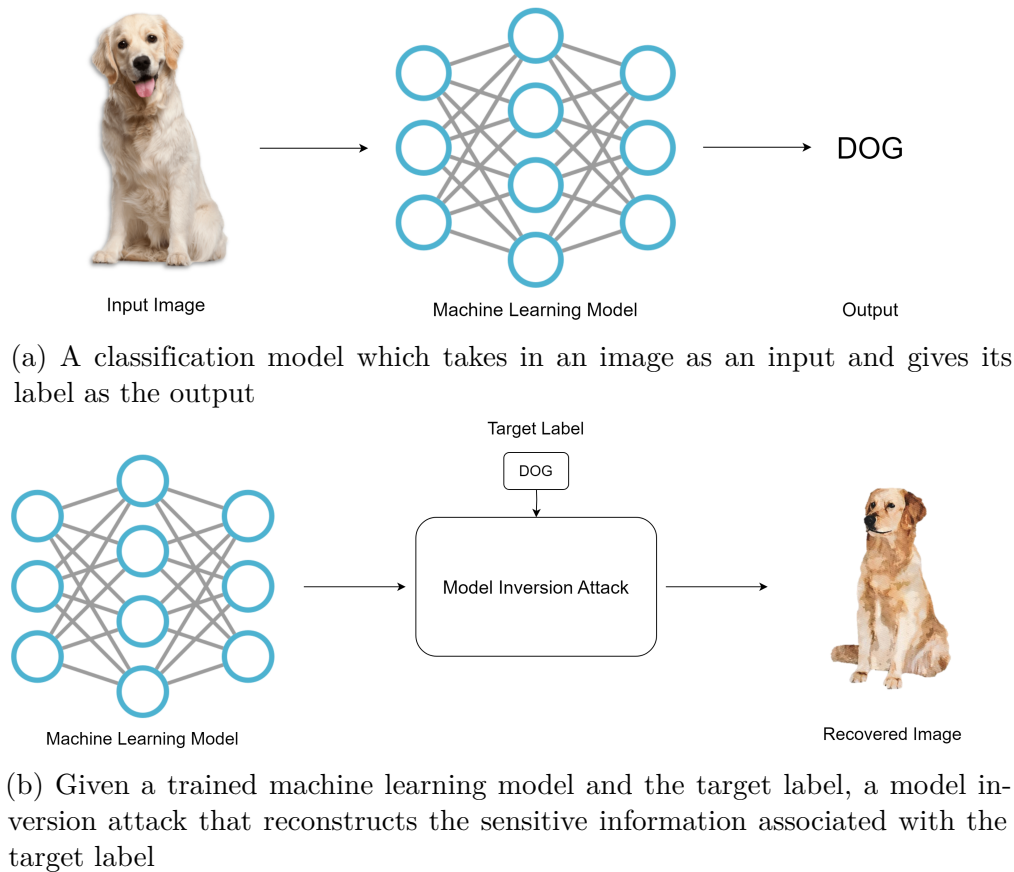 DOG
Input Image
Machine Learning Model
Output
(a) A classification model which takes in an image as an input and gives its
label as the output
Target Label
DOG
Model Inversion Attack
Machine Learning Model
Recovered Image
(b) Given a trained machine learning model and the target label, a model in-
version attack that reconstructs the sensitive information associated with the
target label